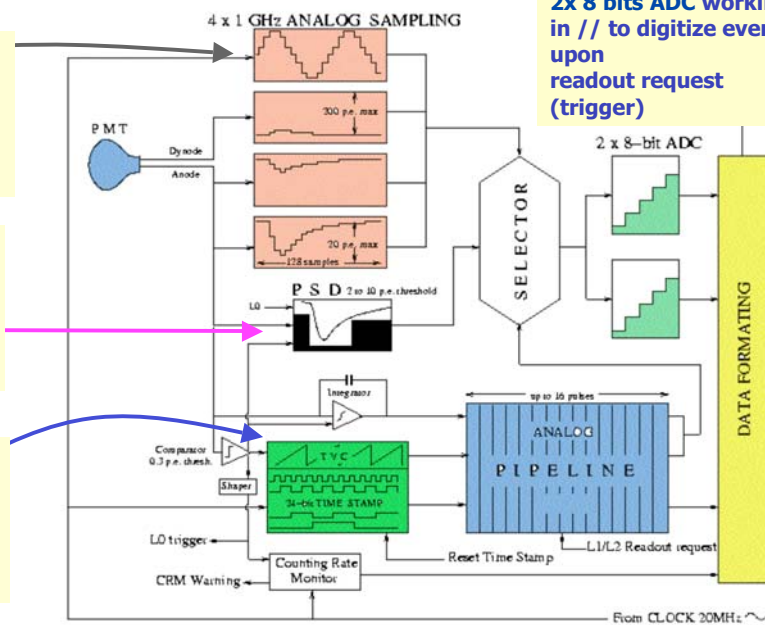 4 x 1 GHz ANALOG SAMPLING
2x 8 bits ADC
in // to digitize
upon
readout request
(trigger)
PMT
Dynode
Anode
200 p.e. max
20 p.e. max
128 samples
2 x 8-bit ADC
SELECTOR
PSD 2 to 10 p.e. threshold
L0
Integrator
up to 16 pulses
ANALOG
PIPELINE
DATA FORMATING
Comparator
0.3 p.e. thresh.
Shaper
TVC
24-bit TIME STAMP
L0 trigger
CRM Warning
Counting Rate
Monitor
Reset Time Stamp
L1/L2 Readout request
From CLOCK 20MHz